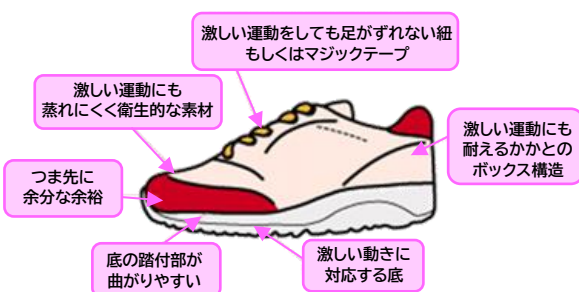 激しい運動をしても足がずれない紐
もしくはマジックテープ
激しい運動にも
蒸れにくく衛生的な素材
激しい運動にも
耐えるかかとの
ボックス構造
つま先に
余分な余裕
底の踏付部が
曲がりやすい
激しい動きに
対応する底